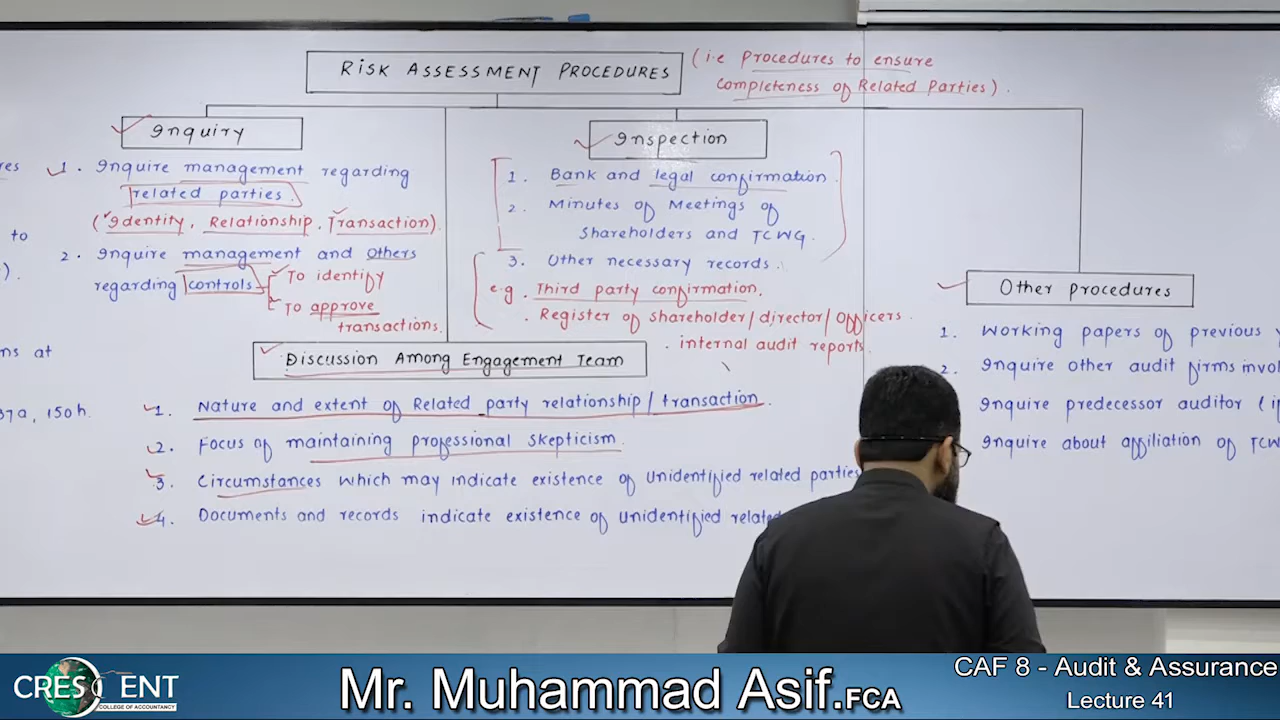 RISK ASSESSMENT PROCEDURES
(i.e Procedures to ensure
completeness of Related Parties).
Inquiry
1. Inquire management regarding
related parties.
(Identity, Relationship, Transaction).
2. Inquire management and others
regarding controls
To identify
To approve
transactions.
Inspection
1. Bank and legal confirmation.
2. Minutes of Meetings of
Shareholders and TCWG.
3. Other necessary records.
e.g. Third party confirmation.
. Register of shareholder/director/officers.
. internal audit reports.
Discussion Among Engagement Team
1. Nature and extent of Related party relationship/transaction.
2. Focus of maintaining professional skepticism.
3. Circumstances which may indicate existence of unidentified related parties
4. Documents and records indicate existence of unidentified related
Other procedures
1. Working papers of previous
2. Inquire other audit firms
Inquire predecessor auditor
Inquire about affiliation of
to
at
37a, 150h.
CRESCENT
COLLEGE OF ACCOUNTANCY
Mr. Muhammad Asif.FCA
CAF 8 - Audit & Assurance
Lecture 41